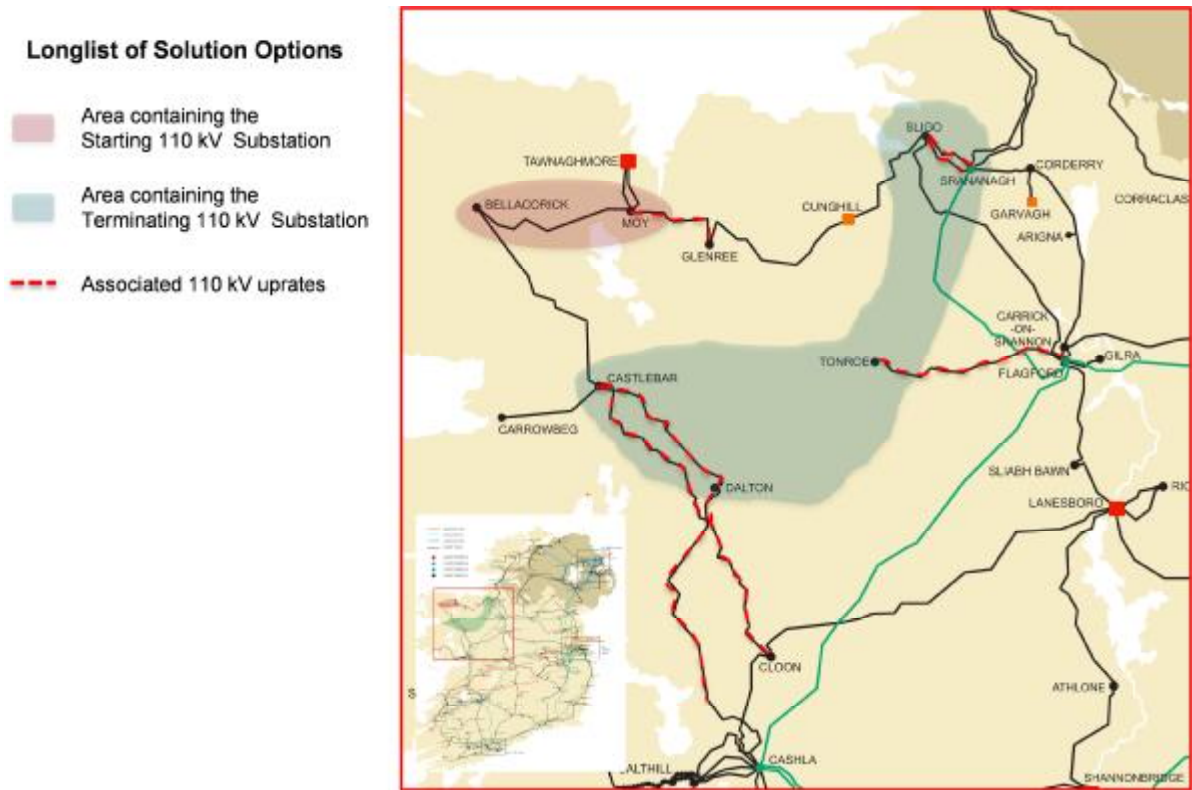 Longlist of Solution Options
Area containing the
Starting 110 kV Substation
Area containing the
Terminating 110 kV Substation
Associated 110 kV uprates
SLIGO
TAWNAGHMORE
SRANANAGH
CORDERRY
BELLACORICK
CUNGHILL
GARVAGH
CORRACLAS
MOY
ARIGNA
GLENREE
CARRICK
-ON-
SHANNON
TONROE
GILRA
FLAGFORD
CASTLEBAR
CARROWBEG
SLIABH BAWN
DALTON
RIC
LANESBORO
CLOON
S
ATHLONE
CASHLA
SALTHILL
SHANNONBRIDGE